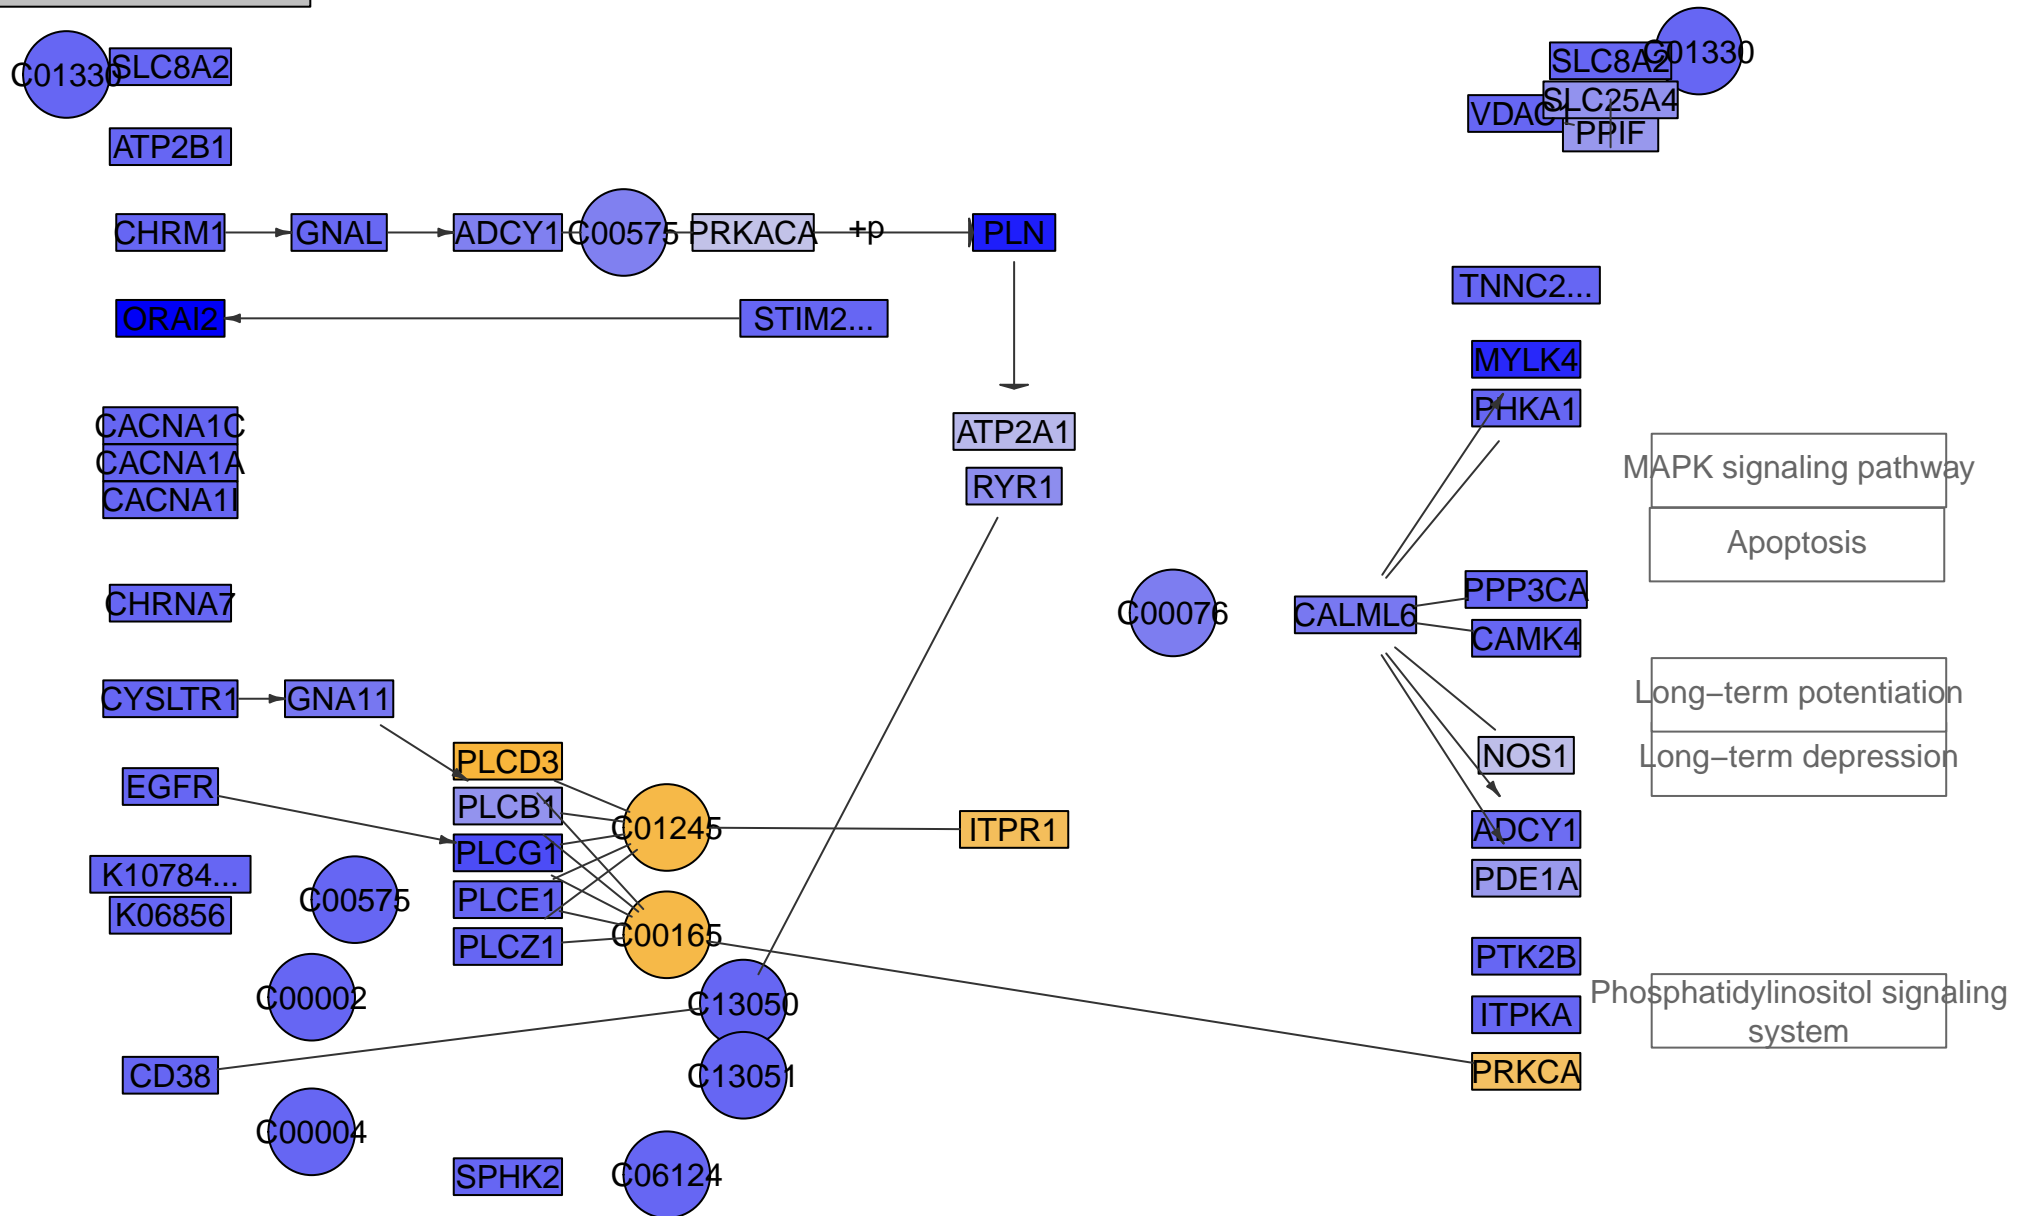 C01330
SLC8A2
SLC8A2
C01330
SLC25A4
VDAC1
PPIF
ATP2B1
CHRM1
GNAL
ADCY1
C00575
PRKACA
+p
PLN
TNNC2...
ORAI2
STIM2...
MYLK4
PHKA1
CACNA1C
CACNA1A
CACNA1I
ATP2A1
RYR1
MAPK signaling pathway
Apoptosis
CHRNA7
C00076
CALML6
PPP3CA
CAMK4
CYSLTR1
GNA11
Long−term potentiation
Long−term depression
NOS1
PLCD3
EGFR
PLCB1
C01245
ITPR1
ADCY1
PLCG1
K10784...
K06856
C00575
PLCE1
PDE1A
PLCZ1
C00165
PTK2B
C00002
C13050
ITPKA
Phosphatidylinositol signaling
system
CD38
C13051
PRKCA
C00004
SPHK2
C06124